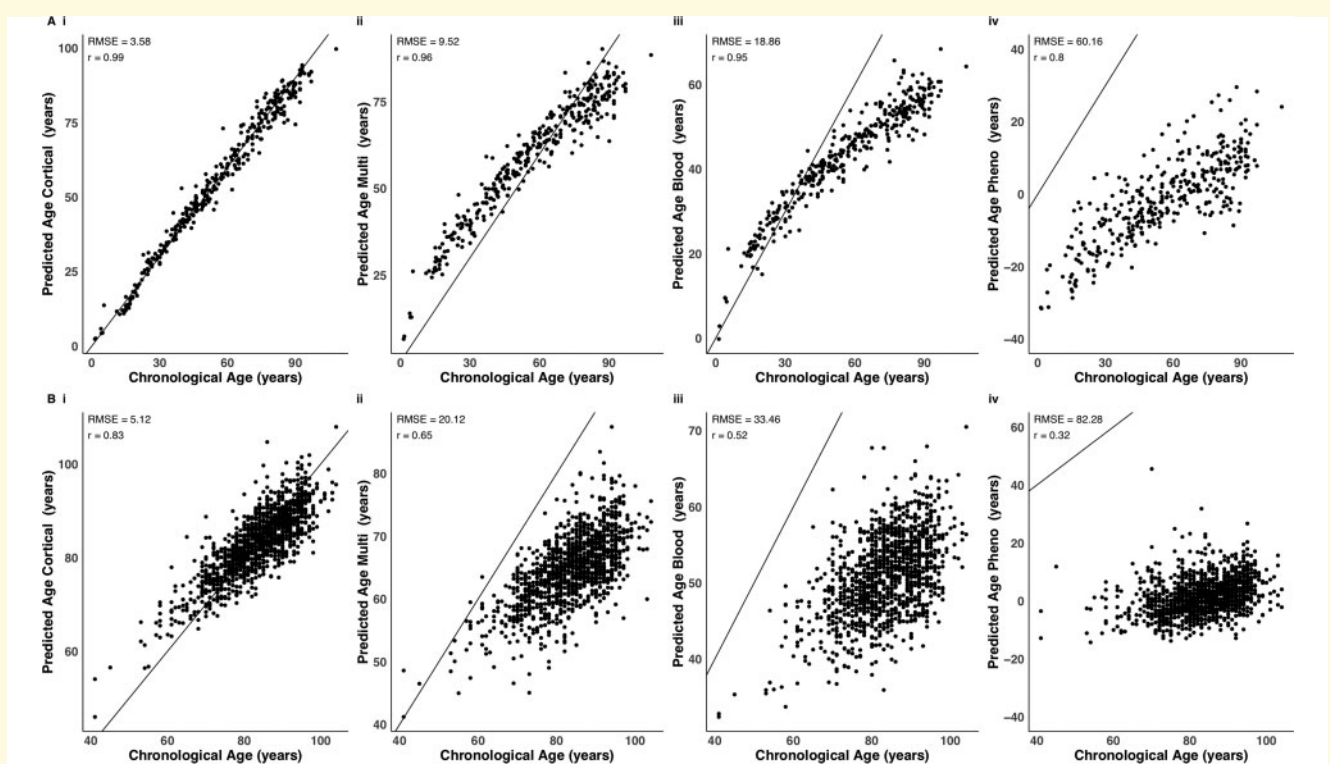 A i
ii
iii
iv
RMSE = 3.58
r = 0.99
RMSE = 9.52
r = 0.96
RMSE = 18.86
r = 0.95
RMSE = 60.16
r = 0.8
Predicted Age Cortical (years)
100
75
50
25
0
0 30 60 90
Chronological Age (years)
Predicted Age Multi (years)
75
50
25
0 30 60 90
Chronological Age (years)
Predicted Age Blood (years)
60
40
20
0
0 30 60 90
Chronological Age (years)
Predicted Age Pheno (years)
40
20
0
−20
−40
0 30 60 90
Chronological Age (years)
B i
ii
iii
iv
RMSE = 5.12
r = 0.83
RMSE = 20.12
r = 0.65
RMSE = 33.46
r = 0.52
RMSE = 82.28
r = 0.32
Predicted Age Cortical (years)
100
80
60
40 60 80 100
Chronological Age (years)
Predicted Age Multi (years)
80
70
60
50
40
40 60 80 100
Chronological Age (years)
Predicted Age Blood (years)
70
60
50
40
40 60 80 100
Chronological Age (years)
Predicted Age Pheno (years)
60
40
20
0
−20
−40
40 60 80 100
Chronological Age (years)